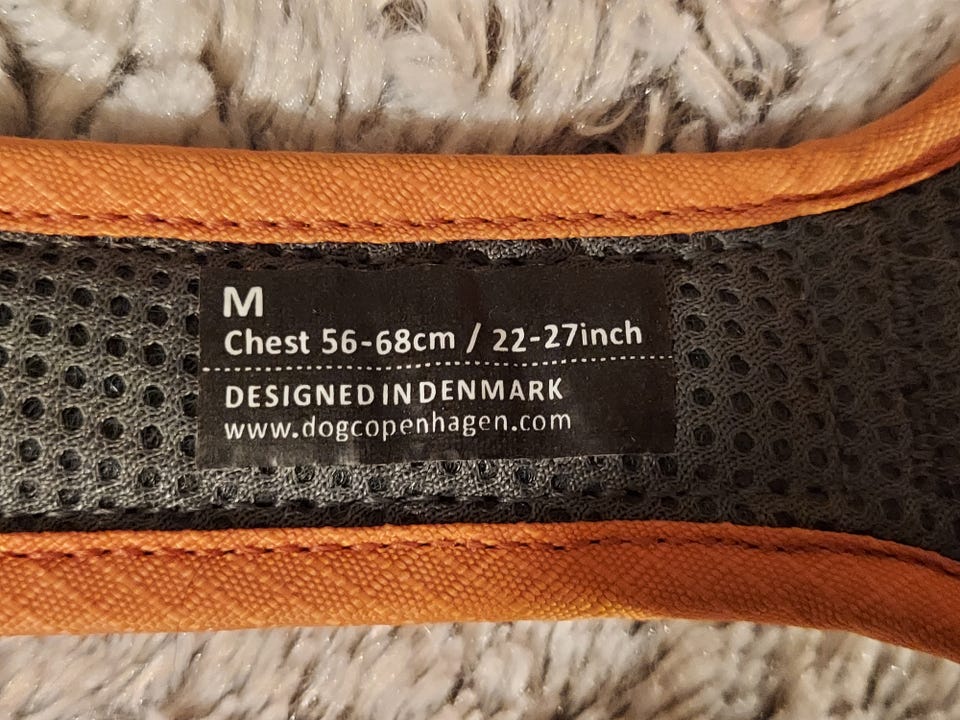 M
Chest 56-68cm / 22-27inch
DESIGNED IN DENMARK
www.dogcopenhagen.com